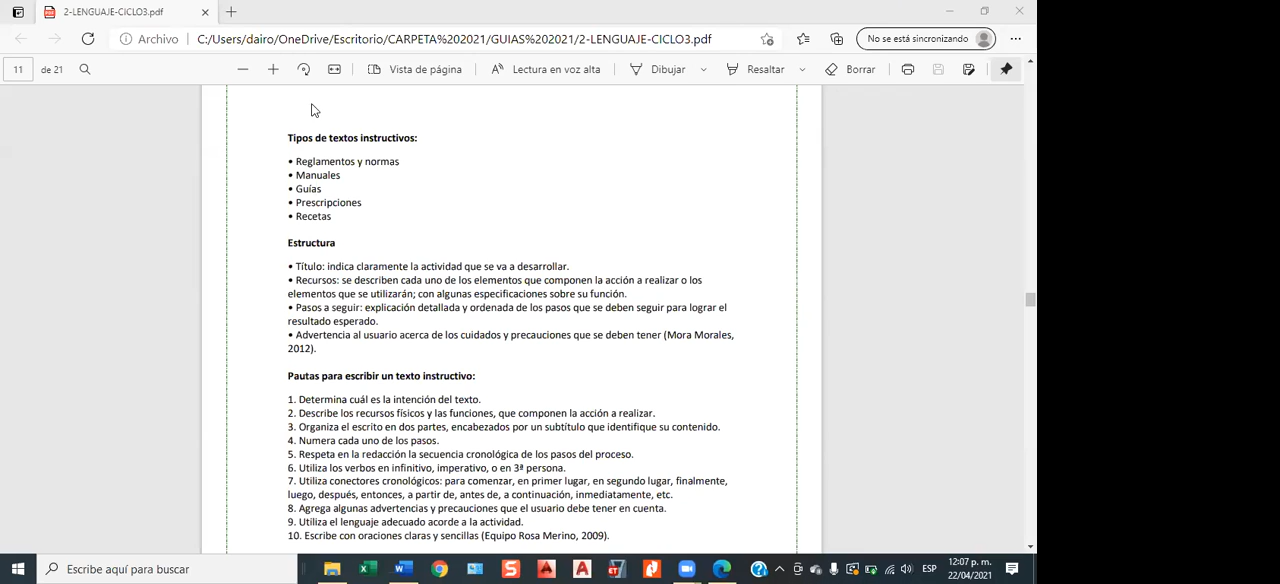 2-LENGUAJE-CICLO3.pdf
Archivo C:/Users/dairo/OneDrive/Escritorio/CARPETA%202021/GUIAS%202021/2-LENGUAJE-CICLO3.pdf No se está sincronizando
11 de 21 Vista de página Lectura en voz alta Dibujar Resaltar Borrar
Tipos de textos instructivos:
• Reglamentos y normas
• Manuales
• Guías
• Prescripciones
• Recetas
Estructura
• Título: indica claramente la actividad que se va a desarrollar.
• Recursos: se describen cada uno de los elementos que componen la acción a realizar o los
elementos que se utilizarán; con algunas especificaciones sobre su función.
• Pasos a seguir: explicación detallada y ordenada de los pasos que se deben seguir para lograr el
resultado esperado.
• Advertencia al usuario acerca de los cuidados y precauciones que se deben tener (Mora Morales,
2012).
Pautas para escribir un texto instructivo:
1. Determina cuál es la intención del texto.
2. Describe los recursos físicos y las funciones, que componen la acción a realizar.
3. Organiza el escrito en dos partes, encabezados por un subtítulo que identifique su contenido.
4. Numera cada uno de los pasos.
5. Respeta en la redacción la secuencia cronológica de los pasos del proceso.
6. Utiliza los verbos en infinitivo, imperativo, o en 3ª persona.
7. Utiliza conectores cronológicos: para comenzar, en primer lugar, en segundo lugar, finalmente,
luego, después, entonces, a partir de, antes de, a continuación, inmediatamente, etc.
8. Agrega algunas advertencias y precauciones que el usuario debe tener en cuenta.
9. Utiliza el lenguaje adecuado acorde a la actividad.
10. Escribe con oraciones claras y sencillas (Equipo Rosa Merino, 2009).
Escribe aquí para buscar
ESP
12:07 p. m.
22/04/2021